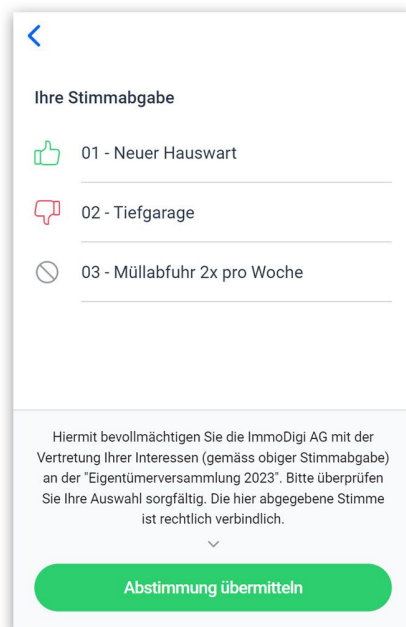 Ihre Stimmabgabe
01 - Neuer Hauswart
02 - Tiefgarage
03 - Müllabfuhr 2x pro Woche
Hiermit bevollmächtigen Sie die ImmoDigi AG mit der
Vertretung Ihrer Interessen (gemäss obiger Stimmabgabe)
an der "Eigentümerversammlung 2023". Bitte überprüfen
Sie Ihre Auswahl sorgfältig. Die hier abgegebene Stimme
ist rechtlich verbindlich.
Abstimmung übermitteln